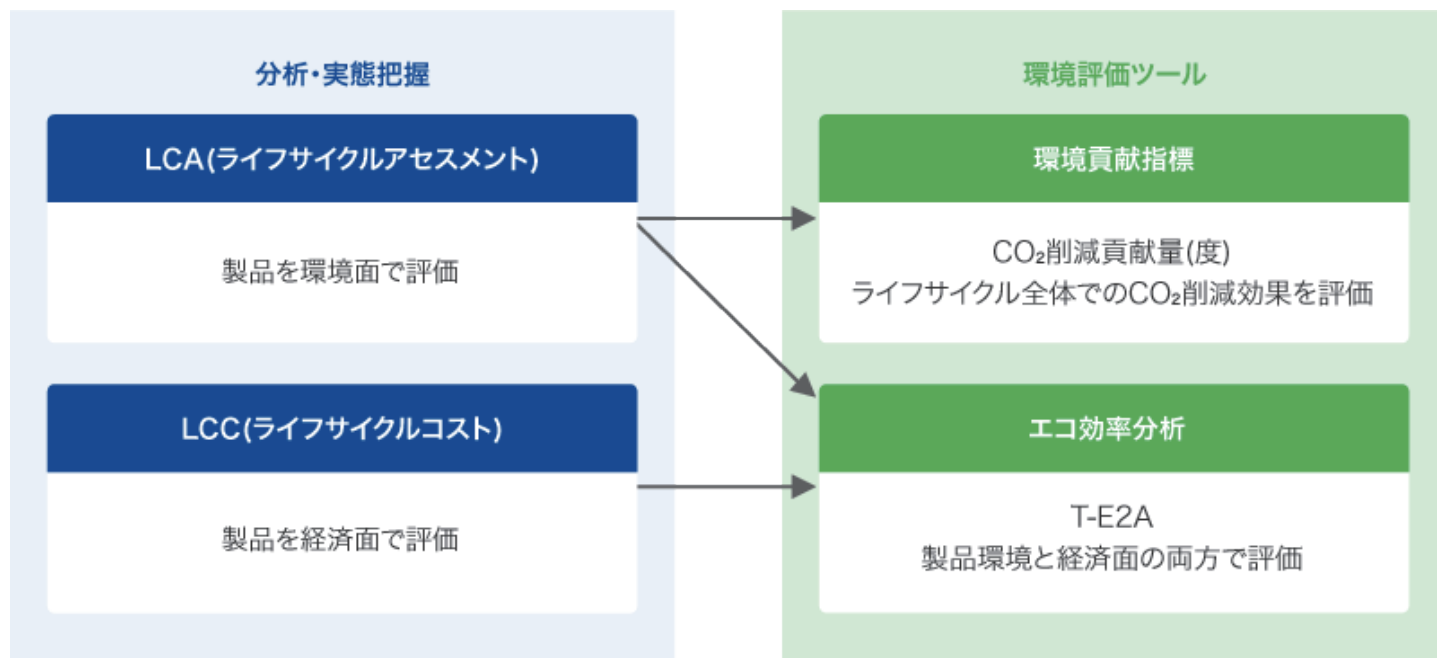 分析・実態把握
LCA(ライフサイクルアセスメント)
製品を環境面で評価
LCC(ライフサイクルコスト)
製品を経済面で評価
環境評価ツール
環境貢献指標
CO₂削減貢献量(度)
ライフサイクル全体でのCO₂削減効果を評価
エコ効率分析
T-E2A
製品環境と経済面の両方で評価